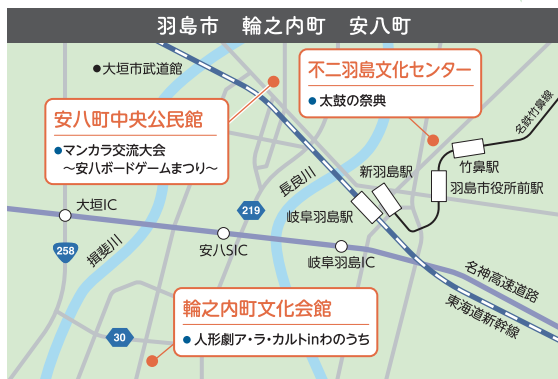 羽島市 輪之内町 安八町
大垣市武道館
不二羽島文化センター
太鼓の祭典
安八町中央公民館
マンカラ交流大会
～安八ボードゲームまつり～
名鉄竹鼻線
竹鼻駅
新羽島駅
羽島市役所前駅
長良川
岐阜羽島駅
大垣IC
219
安八SIC
岐阜羽島IC
258
揖斐川
名神高速道路
東海道新幹線
輪之内町文化会館
人形劇ア・ラ・カルトinわのうち
30